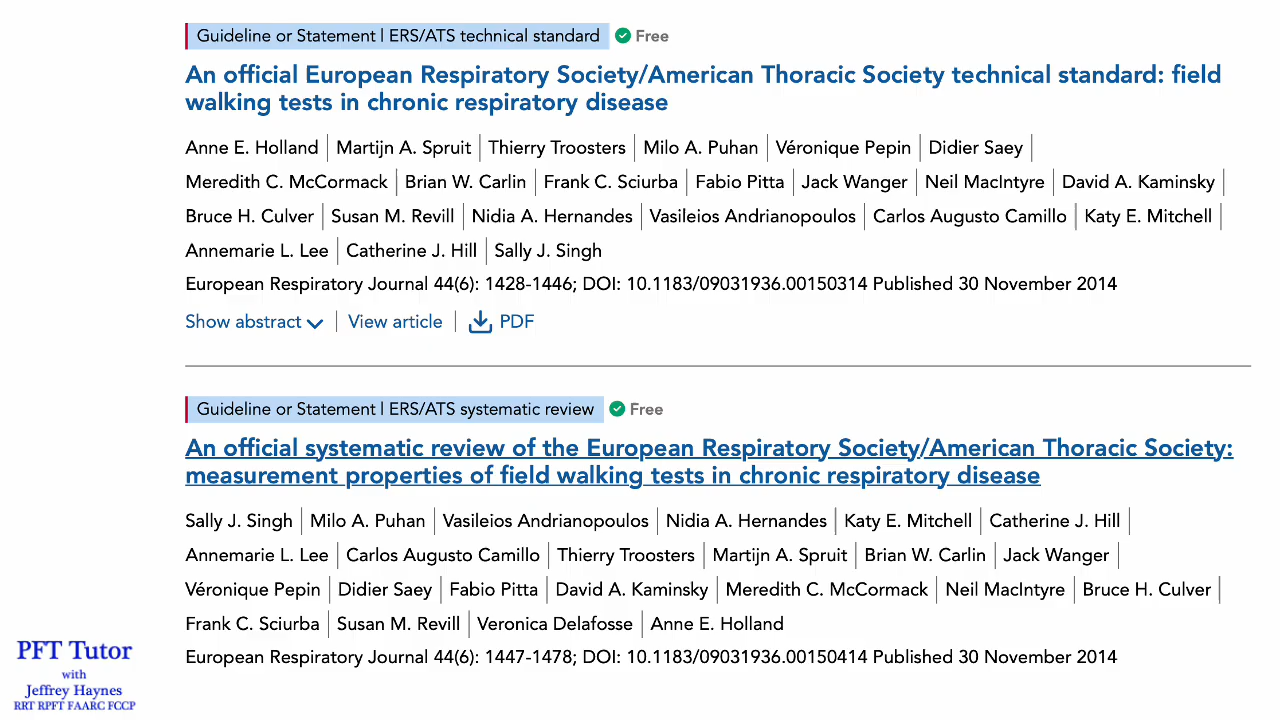 Guideline or Statement | ERS/ATS technical standard Free
An official European Respiratory Society/American Thoracic Society technical standard: field
walking tests in chronic respiratory disease
Anne E. Holland | Martijn A. Spruit | Thierry Troosters | Milo A. Puhan | Véronique Pepin | Didier Saey |
Meredith C. McCormack | Brian W. Carlin | Frank C. Sciurba | Fabio Pitta | Jack Wanger | Neil MacIntyre | David A. Kaminsky |
Bruce H. Culver | Susan M. Revill | Nidia A. Hernandes | Vasileios Andrianopoulos | Carlos Augusto Camillo | Katy E. Mitchell |
Annemarie L. Lee | Catherine J. Hill | Sally J. Singh
European Respiratory Journal 44(6): 1428-1446; DOI: 10.1183/09031936.00150314 Published 30 November 2014
Show abstract | View article | PDF
Guideline or Statement | ERS/ATS systematic review Free
An official systematic review of the European Respiratory Society/American Thoracic Society:
measurement properties of field walking tests in chronic respiratory disease
Sally J. Singh | Milo A. Puhan | Vasileios Andrianopoulos | Nidia A. Hernandes | Katy E. Mitchell | Catherine J. Hill |
Annemarie L. Lee | Carlos Augusto Camillo | Thierry Troosters | Martijn A. Spruit | Brian W. Carlin | Jack Wanger |
Véronique Pepin | Didier Saey | Fabio Pitta | David A. Kaminsky | Meredith C. McCormack | Neil MacIntyre | Bruce H. Culver |
Frank C. Sciurba | Susan M. Revill | Veronica Delafosse | Anne E. Holland
European Respiratory Journal 44(6): 1447-1478; DOI: 10.1183/09031936.00150414 Published 30 November 2014
PFT Tutor
with
Jeffrey Haynes
RRT RPFT FAARC FCCP